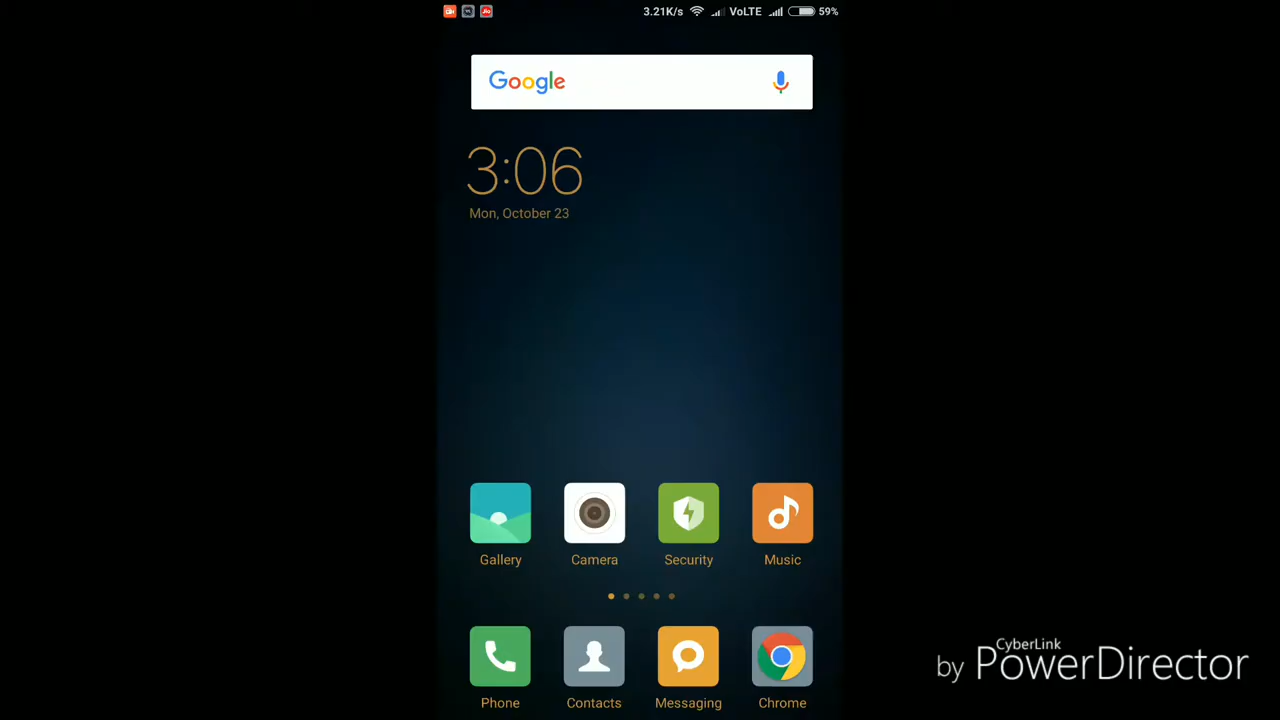 3.21K/s VoLTE 59%
Google
3:06
Mon, October 23
Gallery Camera Security Music
Phone Contacts Messaging Chrome
CyberLink
by PowerDirector